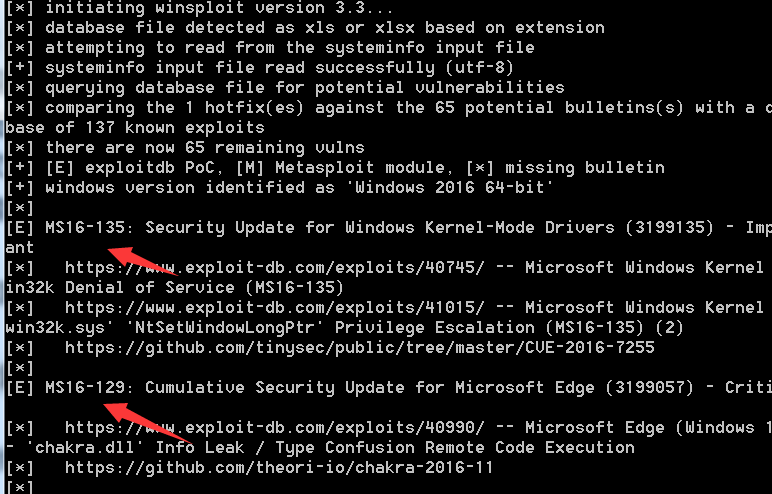 [*] initiating winsploit version 3.3...
[*] database file detected as xls or xlsx based on extension
[*] attempting to read from the systeminfo input file
[+] systeminfo input file read successfully (utf-8)
[*] querying database file for potential vulnerabilities
[*] comparing the 1 hotfix(es) against the 65 potential bulletins(s) with a
base of 137 known exploits
[*] there are now 65 remaining vulns
[+] [E] exploitdb PoC, [M] Metasploit module, [*] missing bulletin
[+] windows version identified as 'Windows 2016 64-bit'
[*]
[E] MS16-135: Security Update for Windows Kernel-Mode Drivers (3199135) - Imp
ant
[*]   https://www.exploit-db.com/exploits/40745/ -- Microsoft Windows Kernel
in32k Denial of Service (MS16-135)
[*]   https://www.exploit-db.com/exploits/41015/ -- Microsoft Windows Kernel
win32k.sys' 'NtSetWindowLongPtr' Privilege Escalation (MS16-135) (2)
[*]   https://github.com/tinysec/public/tree/master/CVE-2016-7255
[*]
[E] MS16-129: Cumulative Security Update for Microsoft Edge (3199057) - Criti
[*]   https://www.exploit-db.com/exploits/40990/ -- Microsoft Edge (Windows 1
- 'chakra.dll' Info Leak / Type Confusion Remote Code Execution
[*]   https://github.com/theori-io/chakra-2016-11
[*]